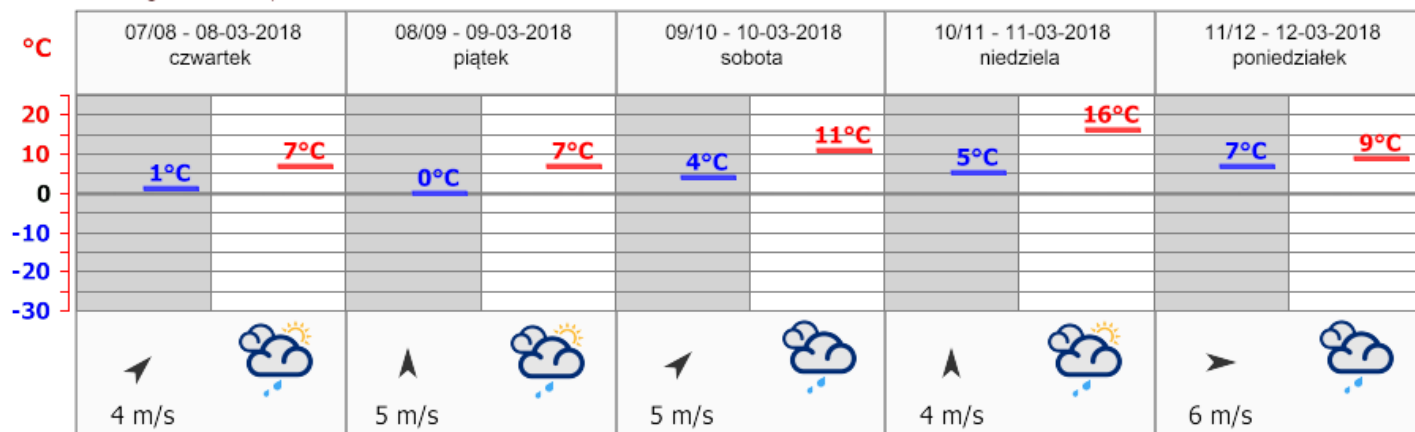 07/08 - 08-03-2018
czwartek
08/09 - 09-03-2018
piątek
09/10 - 10-03-2018
sobota
10/11 - 11-03-2018
niedziela
11/12 - 12-03-2018
poniedziałek
°C
20
10
0
-10
-20
-30
1°C
7°C
0°C
7°C
4°C
11°C
5°C
16°C
7°C
9°C
4 m/s
5 m/s
5 m/s
4 m/s
6 m/s